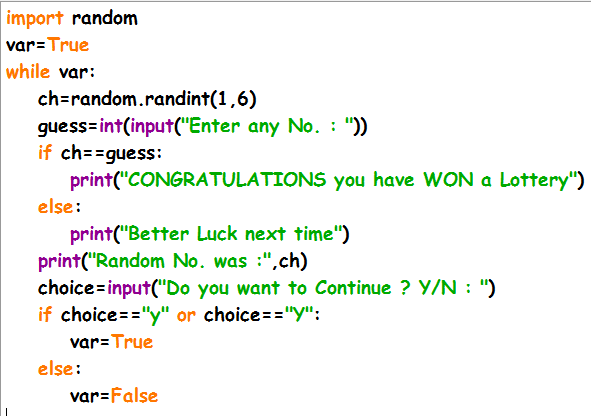 import random
var=True
while var:
    ch=random.randint(1,6)
    guess=int(input("Enter any No. : "))
    if ch==guess:
        print("CONGRATULATIONS you have WON a Lottery")
    else:
        print("Better Luck next time")
    print("Random No. was :",ch)
    choice=input("Do you want to Continue ? Y/N : ")
    if choice=="y" or choice=="Y":
        var=True
    else:
        var=False